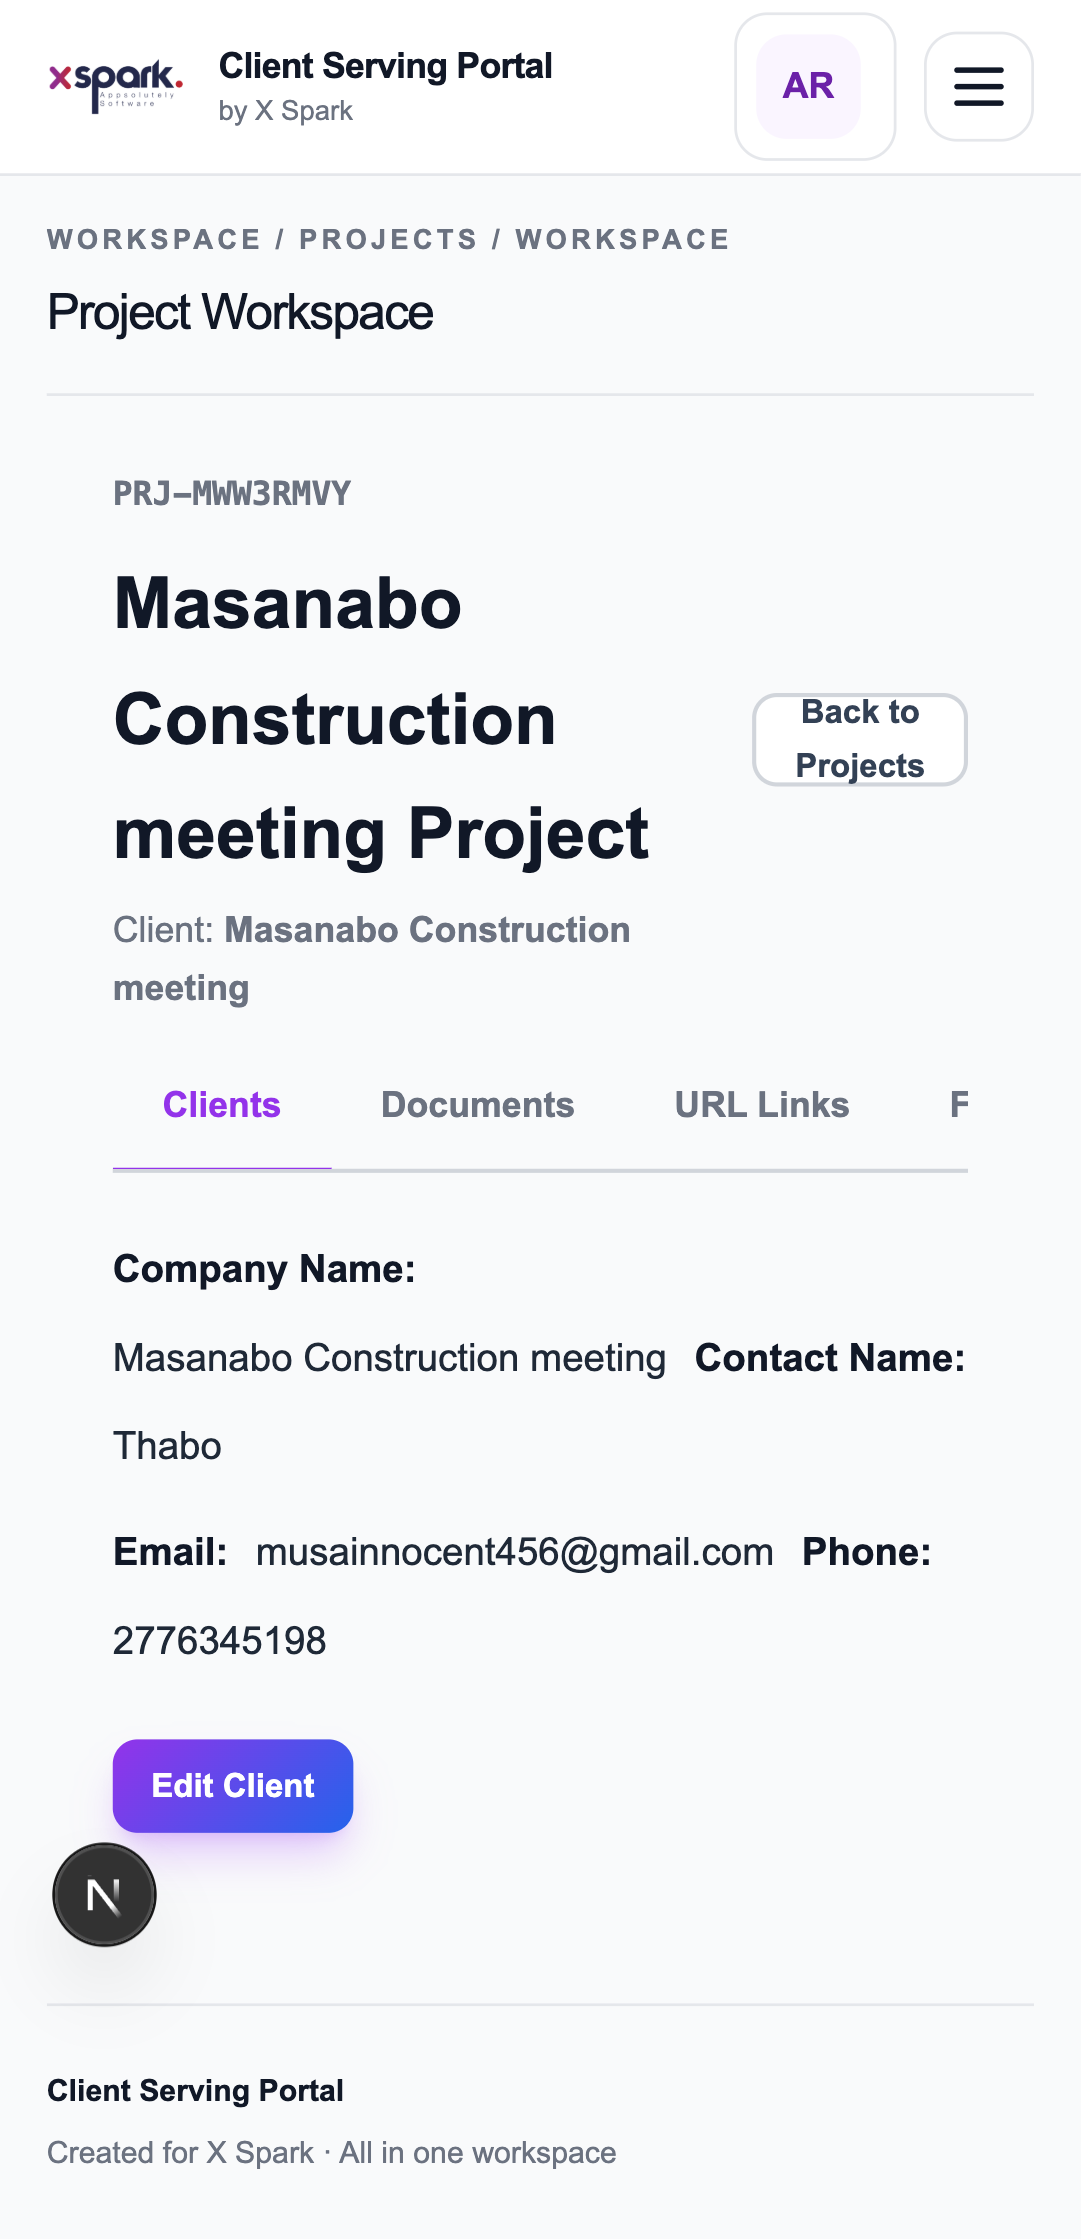 xspark.
Appsolutely
Software
Client Serving Portal
by X Spark
AR
WORKSPACE / PROJECTS / WORKSPACE
Project Workspace
PRJ-MWW3RMVY
Masanabo
Construction
meeting Project
Back to
Projects
Client: Masanabo Construction
meeting
Clients Documents URL Links F
Company Name:
Masanabo Construction meeting Contact Name:
Thabo
Email: musainnocent456@gmail.com Phone:
2776345198
Edit Client
N
Client Serving Portal
Created for X Spark · All in one workspace